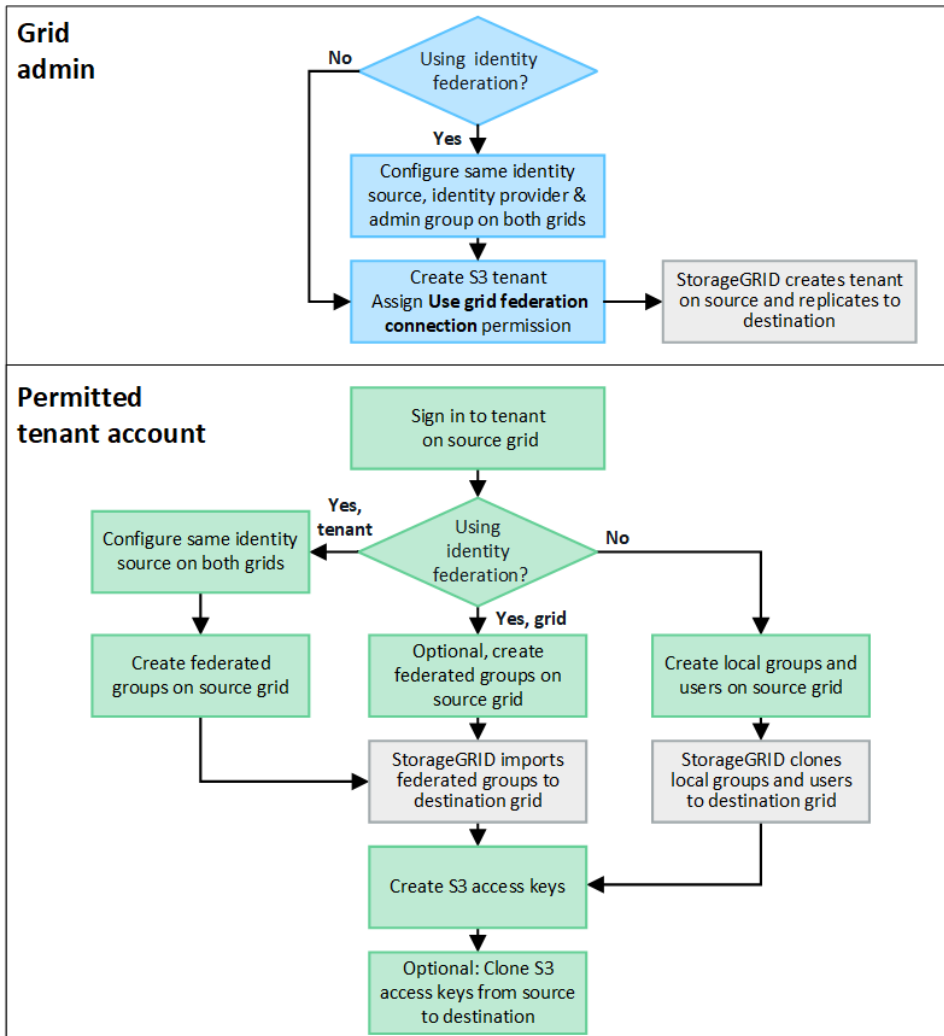 Grid
admin
No
Using identity
federation?
Yes
Configure same identity
source, identity provider &
admin group on both grids
Create S3 tenant
Assign Use grid federation
connection permission
StorageGRID creates tenant
on source and replicates to
destination
Permitted
tenant account
Sign in to tenant
on source grid
Yes,
tenant
Configure same identity
source on both grids
Using
identity
federation?
No
Yes, grid
Create federated
groups on source grid
Optional, create
federated groups on
source grid
Create local groups and
users on source grid
StorageGRID imports
federated groups to
destination grid
StorageGRID clones
local groups and users
to destination grid
Create S3 access keys
Optional: Clone S3
access keys from source
to destination